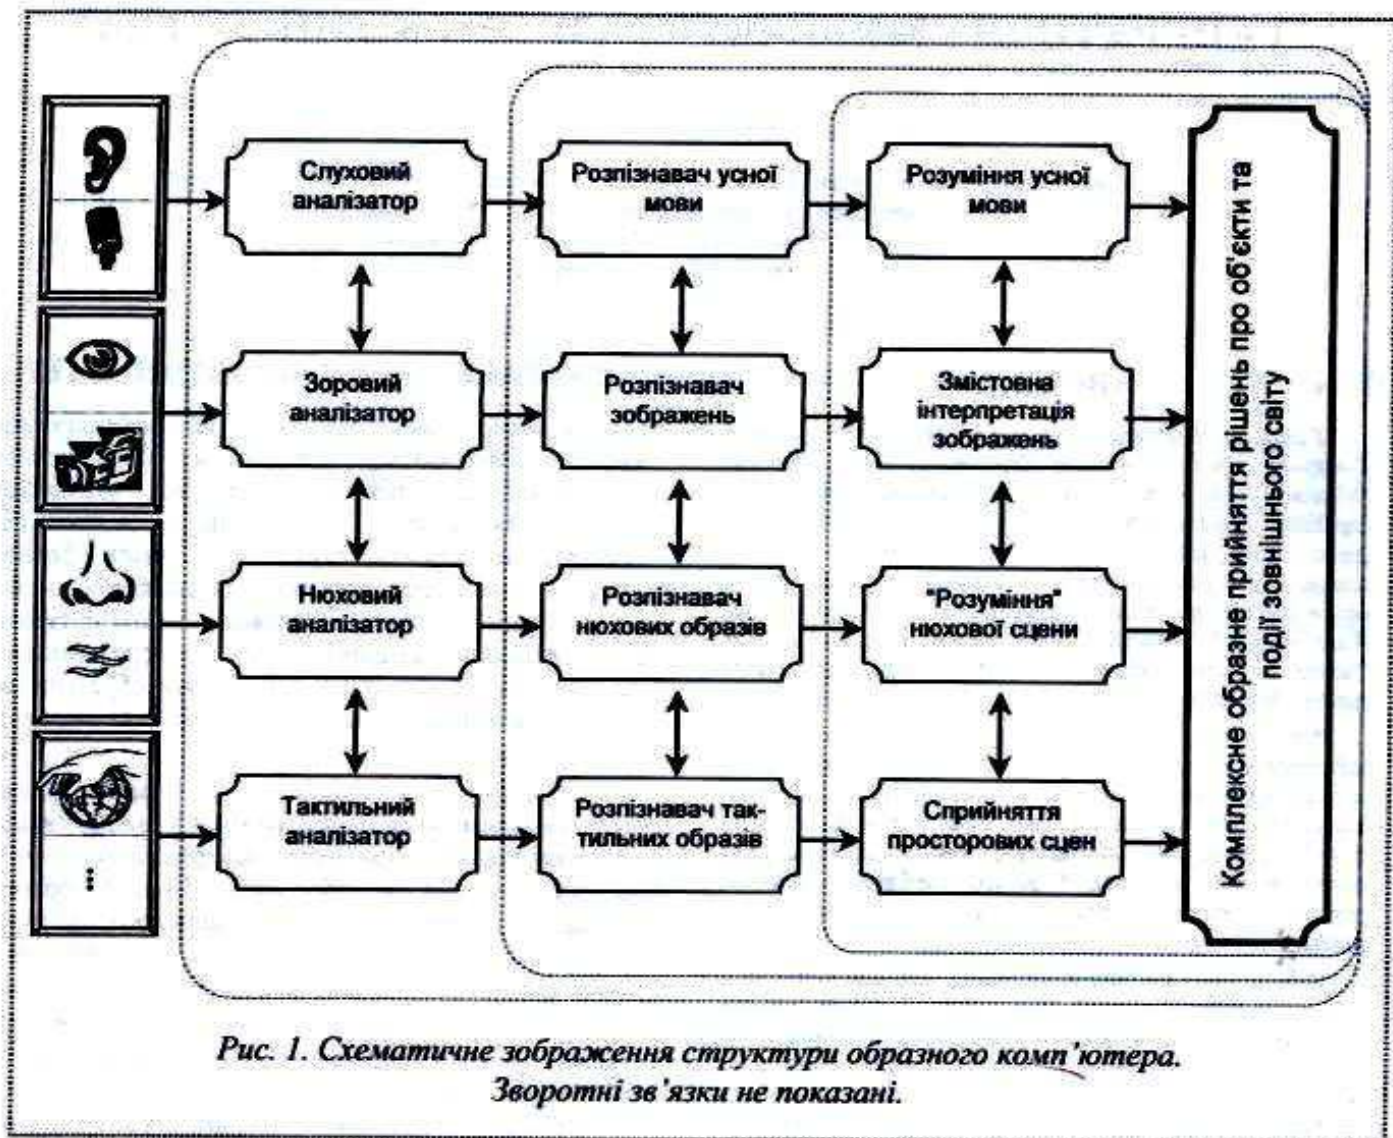 Слуховий
аналізатор
Розпізнавач усної
мови
Розуміння усної
мови
Зоровий
аналізатор
Розпізнавач
зображень
Змістовна
інтерпретація
зображень
Нюховий
аналізатор
Розпізнавач
нюхових образів
"Розуміння"
нюхової сцени
Тактильний
аналізатор
Розпізнавач так-
тильних образів
Сприйняття
просторових сцен
...
Комплексне образне прийняття рішень про об'єкти та
події зовнішнього світу
Рис. 1. Схематичне зображення структури образного комп'ютера.
Зворотні зв'язки не показані.